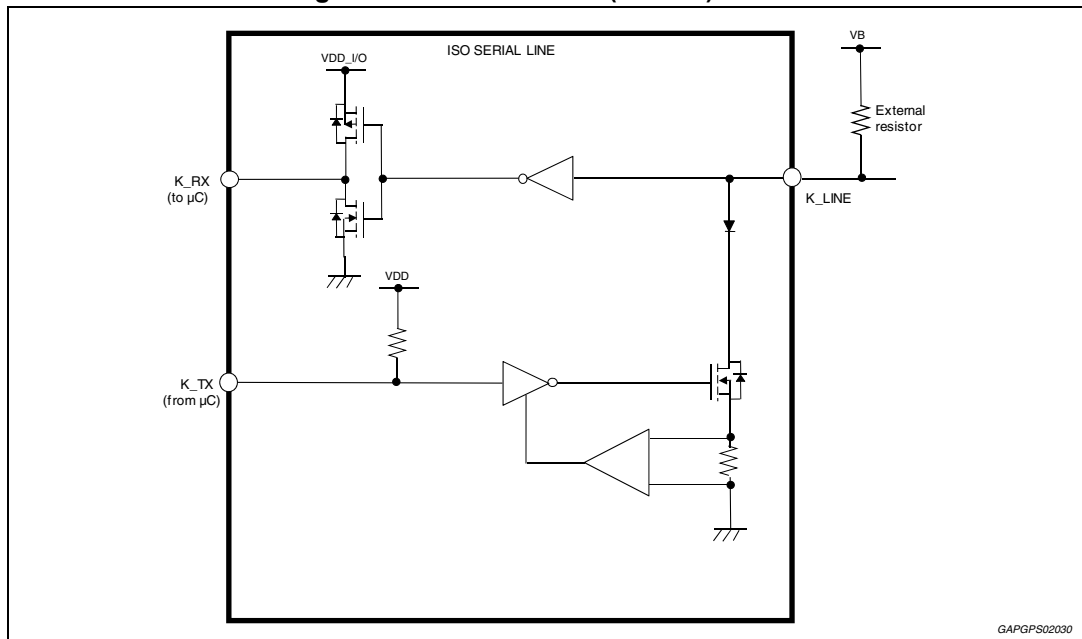 ISO SERIAL LINE
VDD_I/O
VB
External
resistor
K_RX
(to µC)
K_LINE
VDD
K_TX
(from µC)
GAPGPS02030